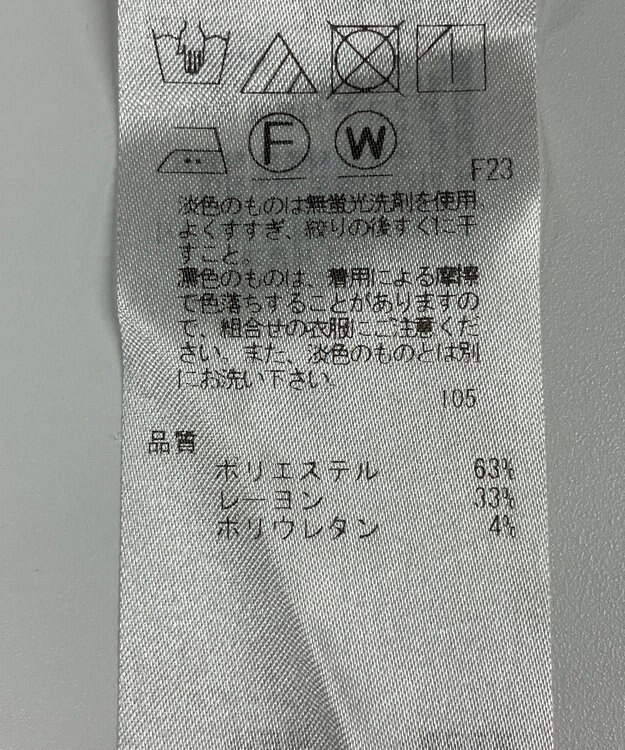 F
W
F23
淡色のものは無蛍光洗剤を使用
よくすすぎ、絞りの後すぐに干
すこと。
濃色のものは、着用による摩擦
で色落ちすることがありますの
で、組合せの衣服にご注意くだ
さい。また、淡色のものとは別
にお洗い下さい
105
品質
ポリエステル 63%
レーヨン 33%
ポリウレタン 4%